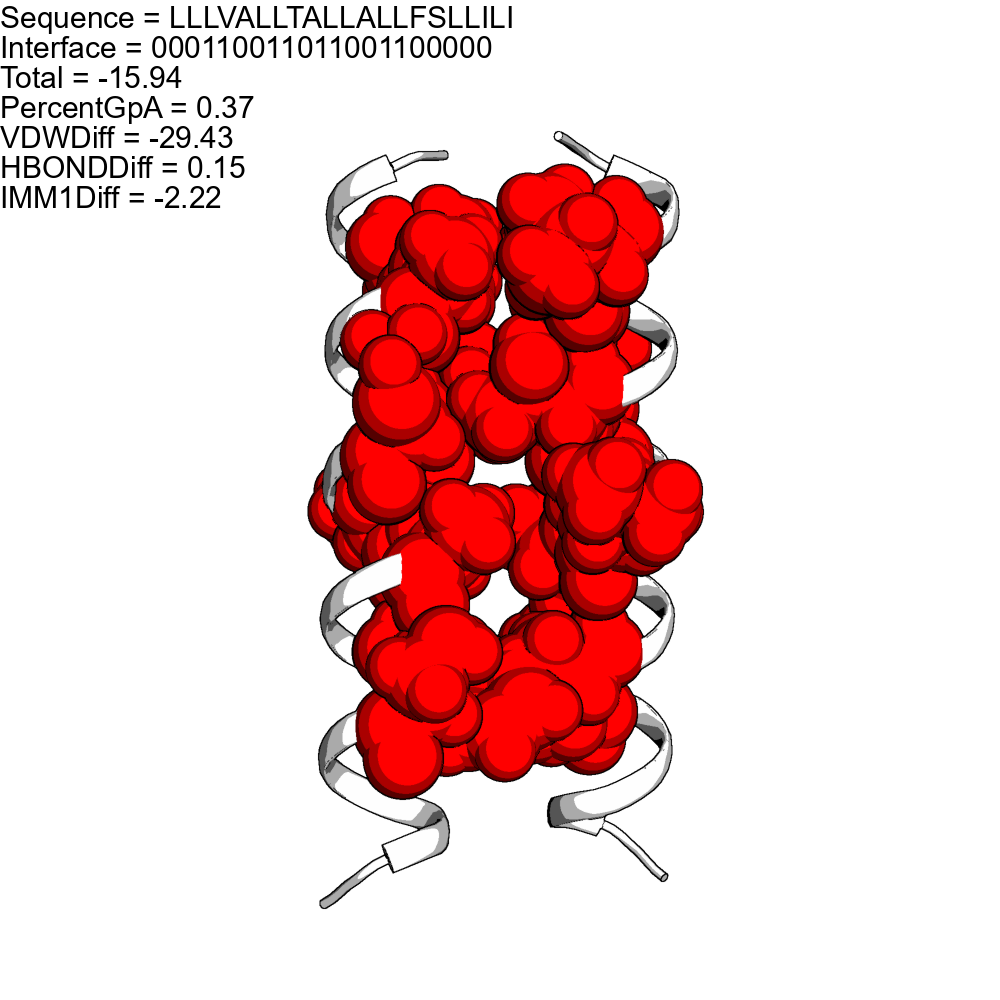 Sequence = LLLVALLTALLALLFSLLILI
Interface = 000110011011001100000
Total = -15.94
PercentGpA = 0.37
VDWDiff = -29.43
HBONDDiff = 0.15
IMM1Diff = -2.22